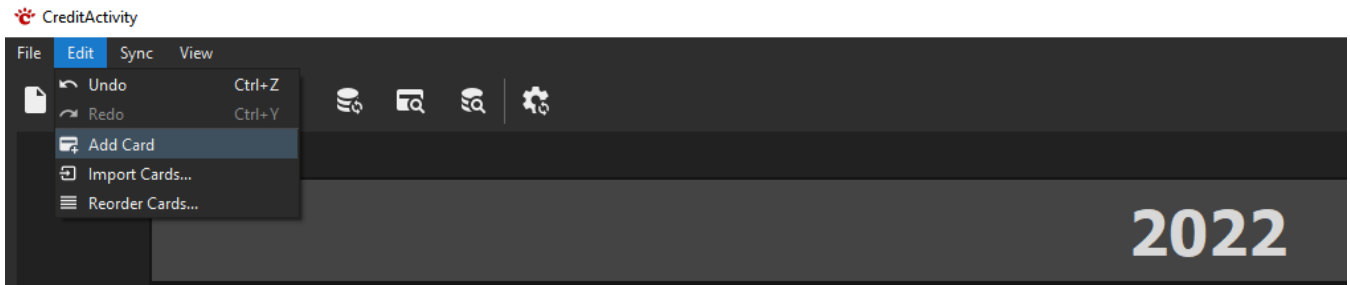 CreditActivity
File Edit Sync View
Undo Ctrl+Z
Redo Ctrl+Y
Add Card
Import Cards...
Reorder Cards...
2022